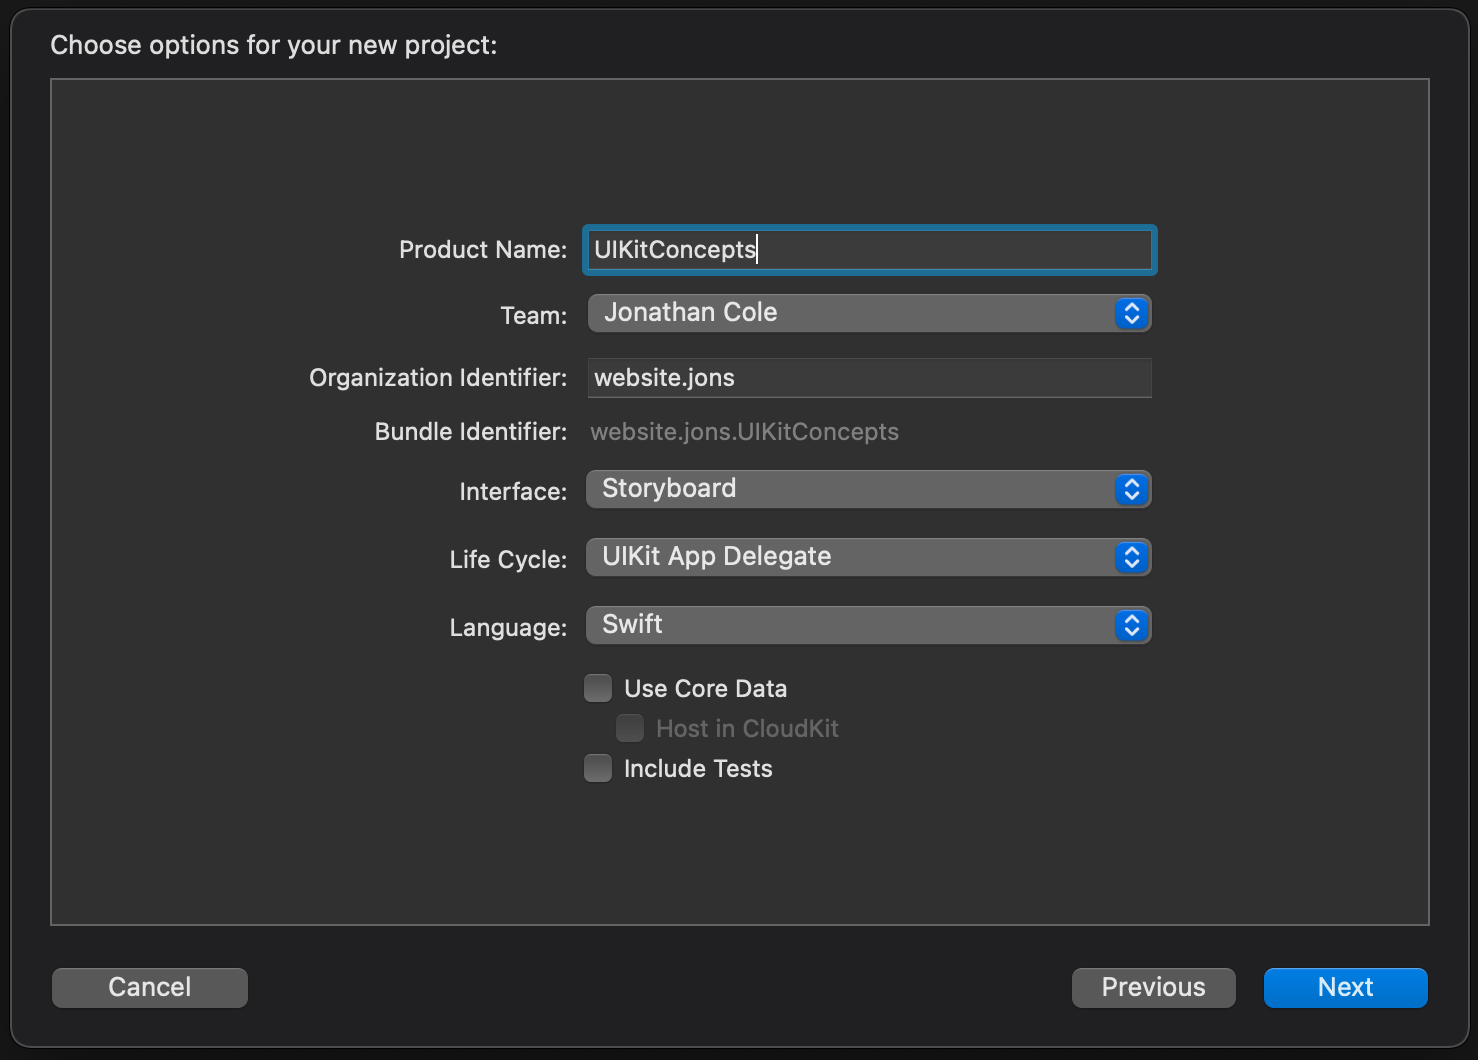 Choose options for your new project:
Product Name: UIKitConcepts
Team: Jonathan Cole
Organization Identifier: website.jons
Bundle Identifier: website.jons.UIKitConcepts
Interface: Storyboard
Life Cycle: UIKit App Delegate
Language: Swift
Use Core Data
Host in CloudKit
Include Tests
Cancel Previous Next